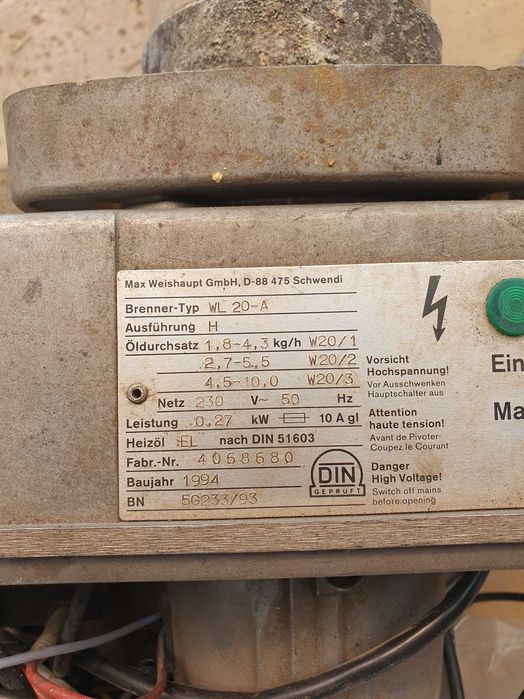 Max Weishaupt GmbH, D-88 475 Schwendi
Brenner-Typ WL 20-A
Ausführung H
Öldurchsatz 1,8-4,3 kg/h W20/1
2,7-5,5 W20/2
4,5-10,0 W20/3
Netz 230 V~ 50 Hz
Leistung 0,27 kW 10 A gl
Heizöl EL nach DIN 51603
Fabr.-Nr. 4068680
Baujahr 1994
BN 5G233/93
DIN
GEPRÜFT
Vorsicht
Hochspannung!
Vor Ausschwenken
Hauptschalter aus
Attention
haute tension!
Avant de Pivoter-
Coupez le Courant
Danger
High Voltage!
Switch off mains
before opening
Ein
Ma